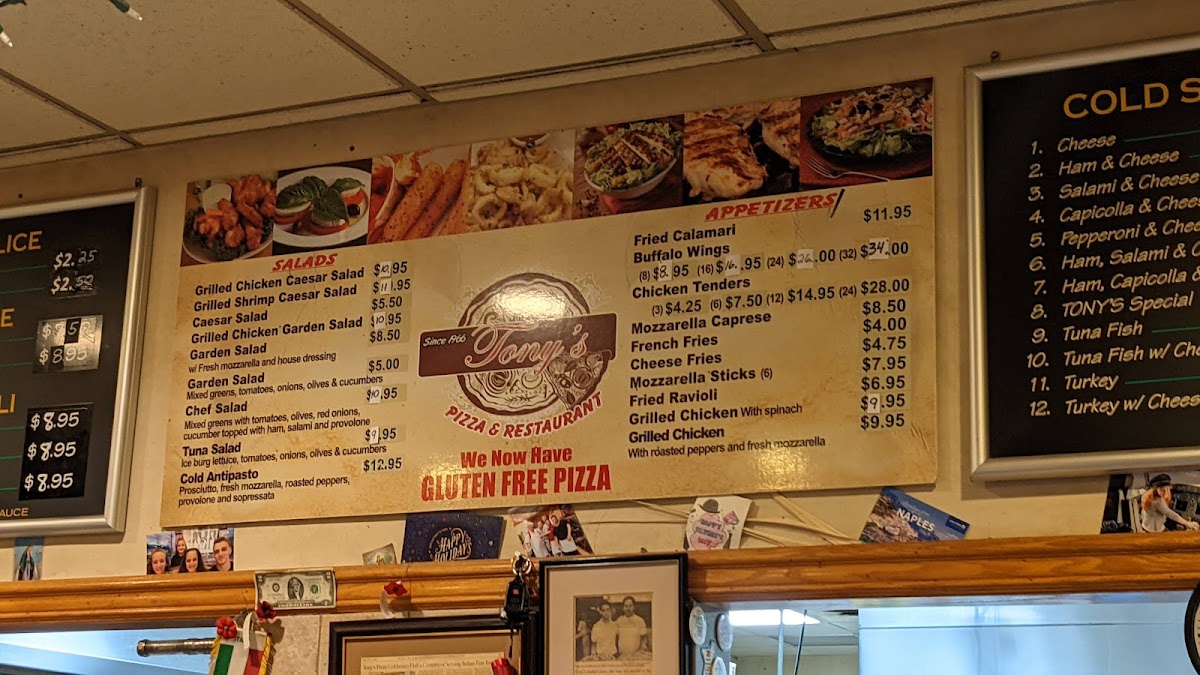 LICE
$2.25
$2.50
E
$8.95
LI
$8.95
$8.95
$8.95
AUCE
SALADS
Grilled Chicken Caesar Salad $10.95
Grilled Shrimp Caesar Salad $11.95
Caesar Salad $5.50
Grilled Chicken Garden Salad $10.95
Garden Salad $8.50
w/ Fresh mozzarella and house dressing
Garden Salad $5.00
Mixed greens, tomatoes, onions, olives & cucumbers
Chef Salad $10.95
Mixed greens with tomatoes, olives, red onions,
cucumber topped with ham, salami and provolone
Tuna Salad $9.95
Ice burg lettuce, tomatoes, onions, olives & cucumbers
Cold Antipasto $12.95
Prosciutto, fresh mozzarella, roasted peppers,
provolone and sopressata
Since 1966
Tony's
PIZZA & RESTAURANT
We Now Have
GLUTEN FREE PIZZA
APPETIZERS
Fried Calamari $11.95
Buffalo Wings
(8) $8.95 (16) $16.95 (24) $26.00 (32) $34.00
Chicken Tenders
(3) $4.25 (6) $7.50 (12) $14.95 (24) $28.00
Mozzarella Caprese $8.50
French Fries $4.00
Cheese Fries $4.75
Mozzarella Sticks (6) $7.95
Fried Ravioli $6.95
Grilled Chicken With spinach $9.95
Grilled Chicken $9.95
With roasted peppers and fresh mozzarella
COLD S
1. Cheese
2. Ham & Cheese
3. Salami & Cheese
4. Capicolla & Chees
5. Pepperoni & Chee
6. Ham, Salami & C
7. Ham, Capicolla
8. TONY'S Special
9. Tuna Fish
10. Tuna Fish w/ Che
11. Turkey
12. Turkey w/ Chees
HAPPY
HOLIDAYS
NAPLES